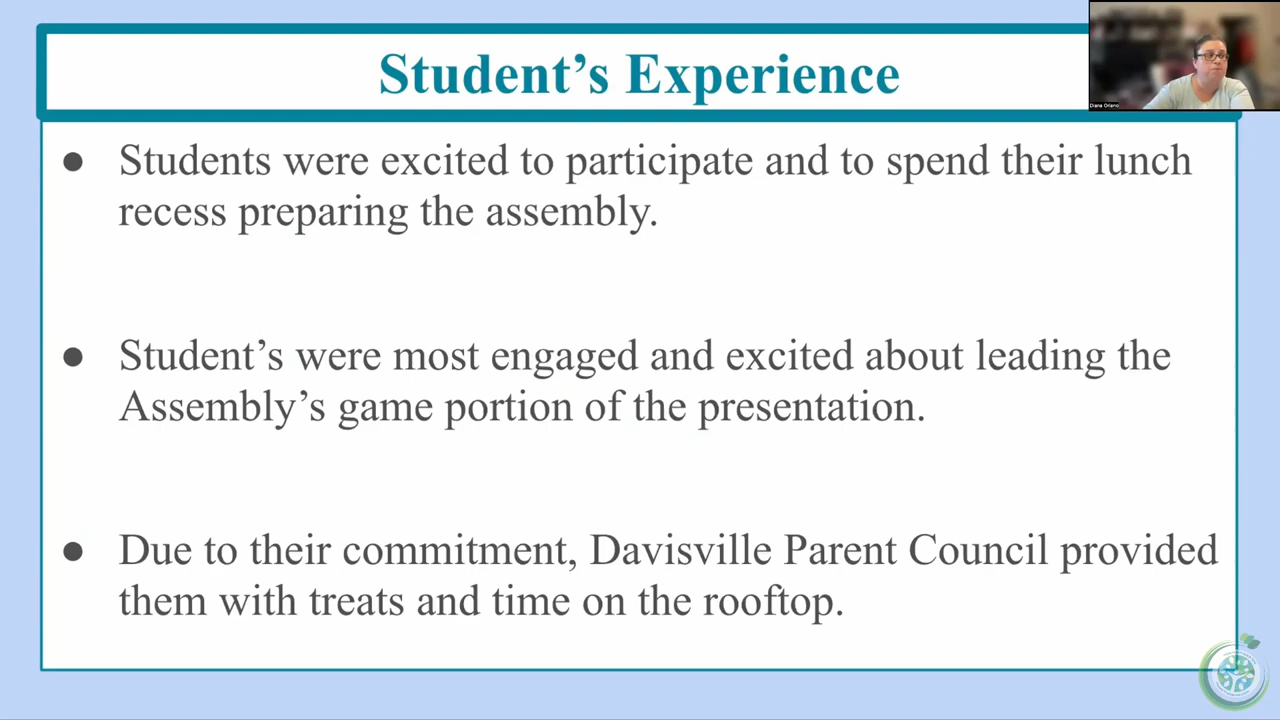 Student’s Experience
Diana Oriano
● Students were excited to participate and to spend their lunch
recess preparing the assembly.
● Student’s were most engaged and excited about leading the
Assembly’s game portion of the presentation.
● Due to their commitment, Davisville Parent Council provided
them with treats and time on the rooftop.